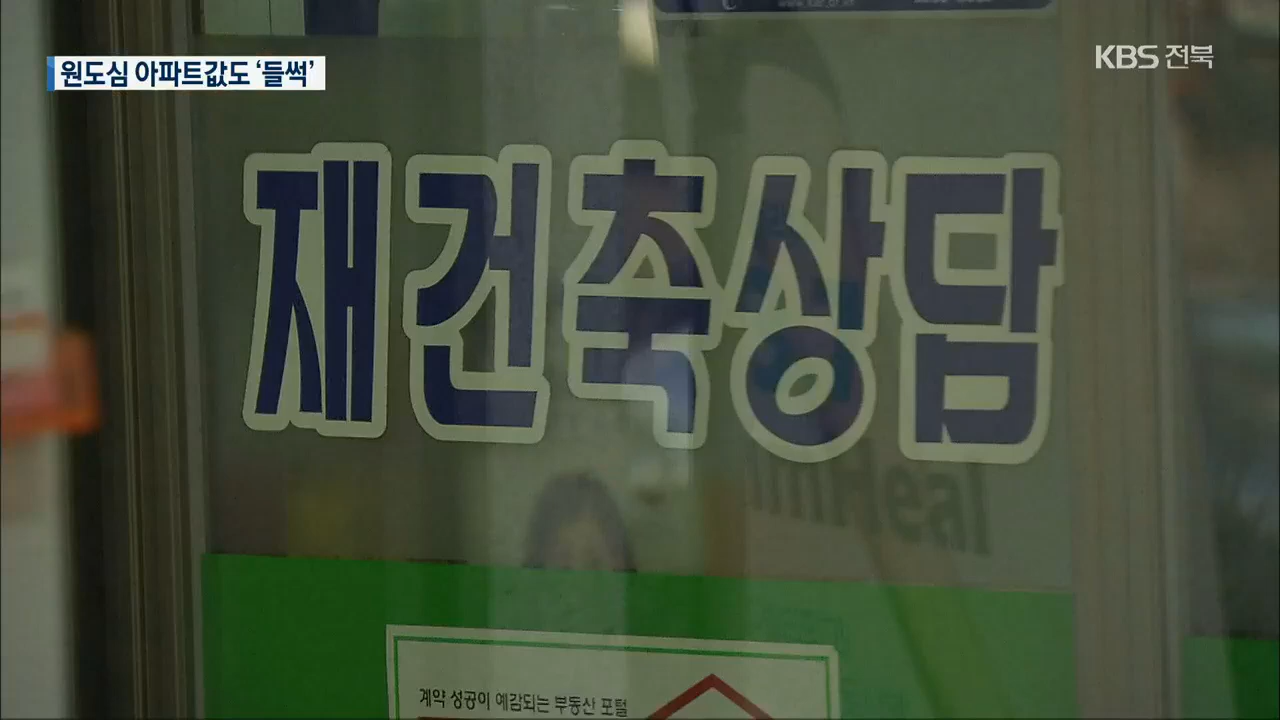 원도심 아파트값도 ‘들썩’
KBS 전북
재건축상담
Heal
계약 성공이 예감되는 부동산 포털